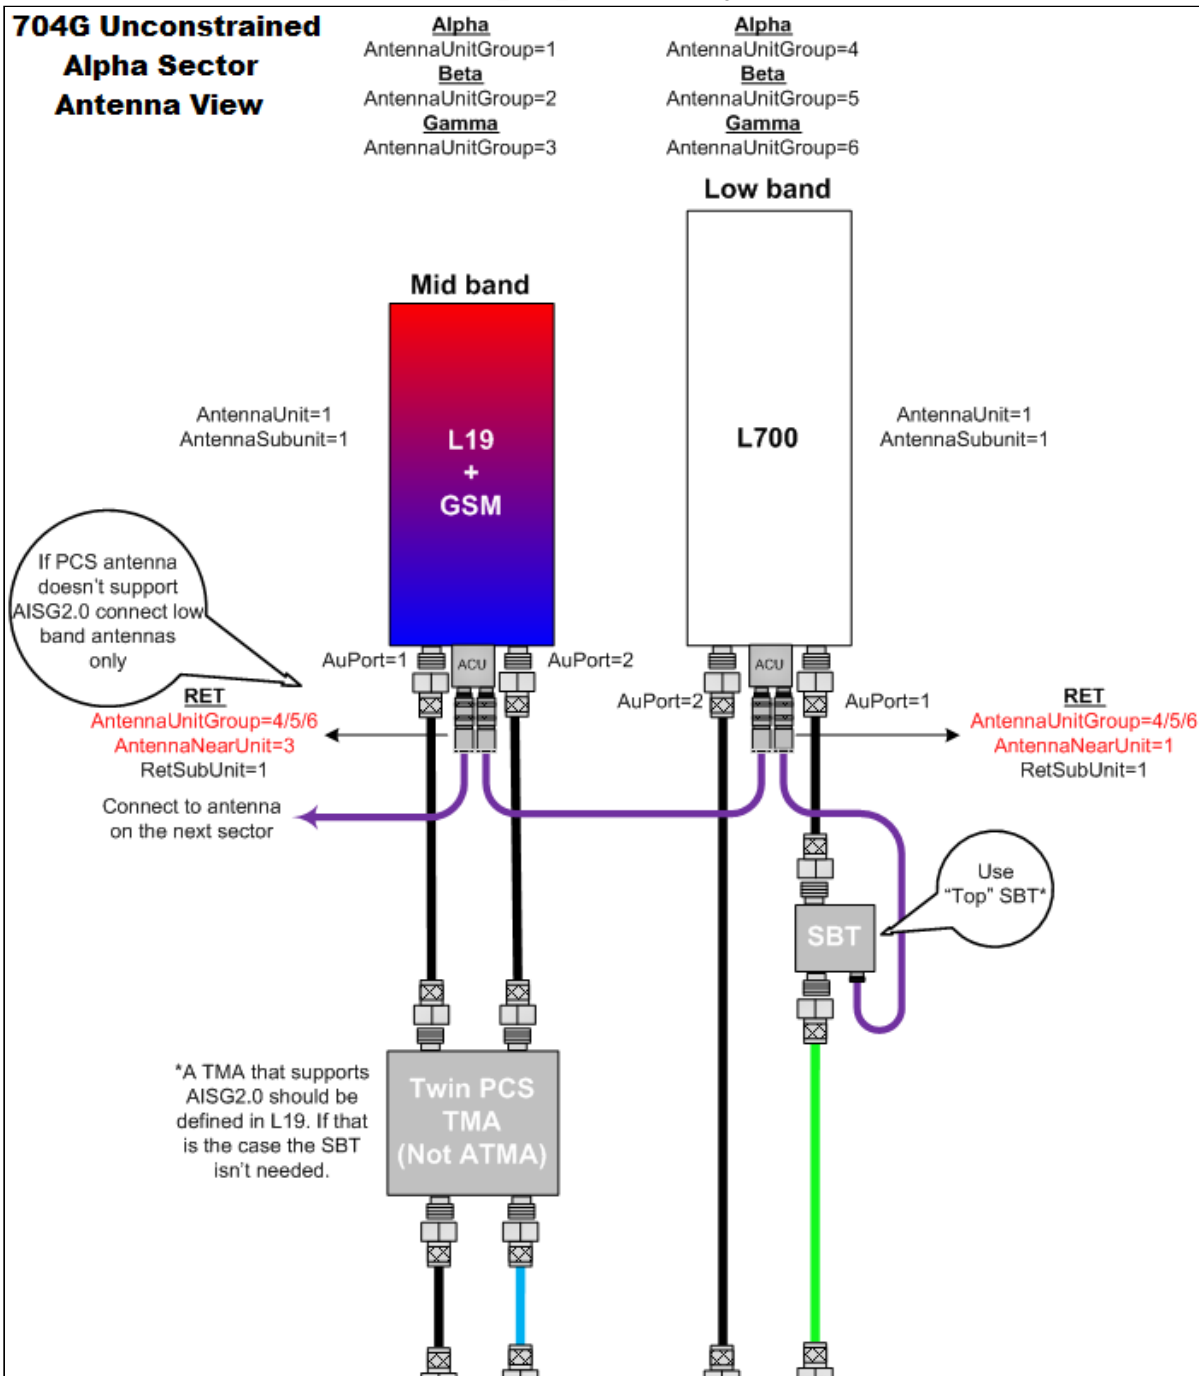 704G Unconstrained
Alpha Sector
Antenna View
Alpha
AntennaUnitGroup=1
Beta
AntennaUnitGroup=2
Gamma
AntennaUnitGroup=3
Alpha
AntennaUnitGroup=4
Beta
AntennaUnitGroup=5
Gamma
AntennaUnitGroup=6
Low band
Mid band
AntennaUnit=1
AntennaSubunit=1
L19
+
GSM
L700
AntennaUnit=1
AntennaSubunit=1
If PCS antenna
doesn't support
AISG2.0 connect low
band antennas
only
AuPort=1
ACU
AuPort=2
AuPort=2
ACU
AuPort=1
RET
AntennaUnitGroup=4/5/6
AntennaNearUnit=3
RetSubUnit=1
RET
AntennaUnitGroup=4/5/6
AntennaNearUnit=1
RetSubUnit=1
Connect to antenna
on the next sector
Use
“Top” SBT*
SBT
*A TMA that supports
AISG2.0 should be
defined in L19. If that
is the case the SBT
isn't needed.
Twin PCS
TMA
(Not ATMA)